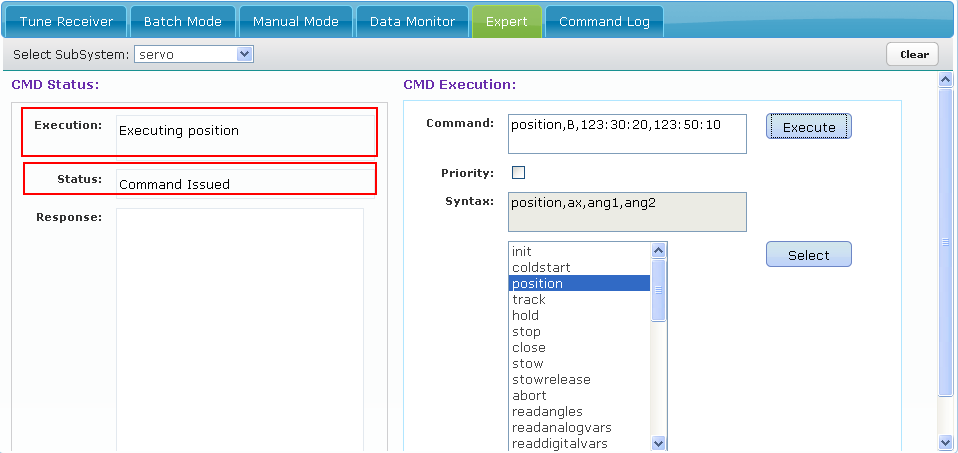 Tune Receiver Batch Mode Manual Mode Data Monitor Expert Command Log
Select SubSystem: servo Clear
CMD Status:
Execution: Executing position
Status: Command Issued
Response:
CMD Execution:
Command: position,B,123:30:20,123:50:10 Execute
Priority:
Syntax: position,ax,ang1,ang2
init
coldstart
position
track
hold
stop
close
stow
stowrelease
abort
readangles
readanalogvars
readdigitalvars
Select